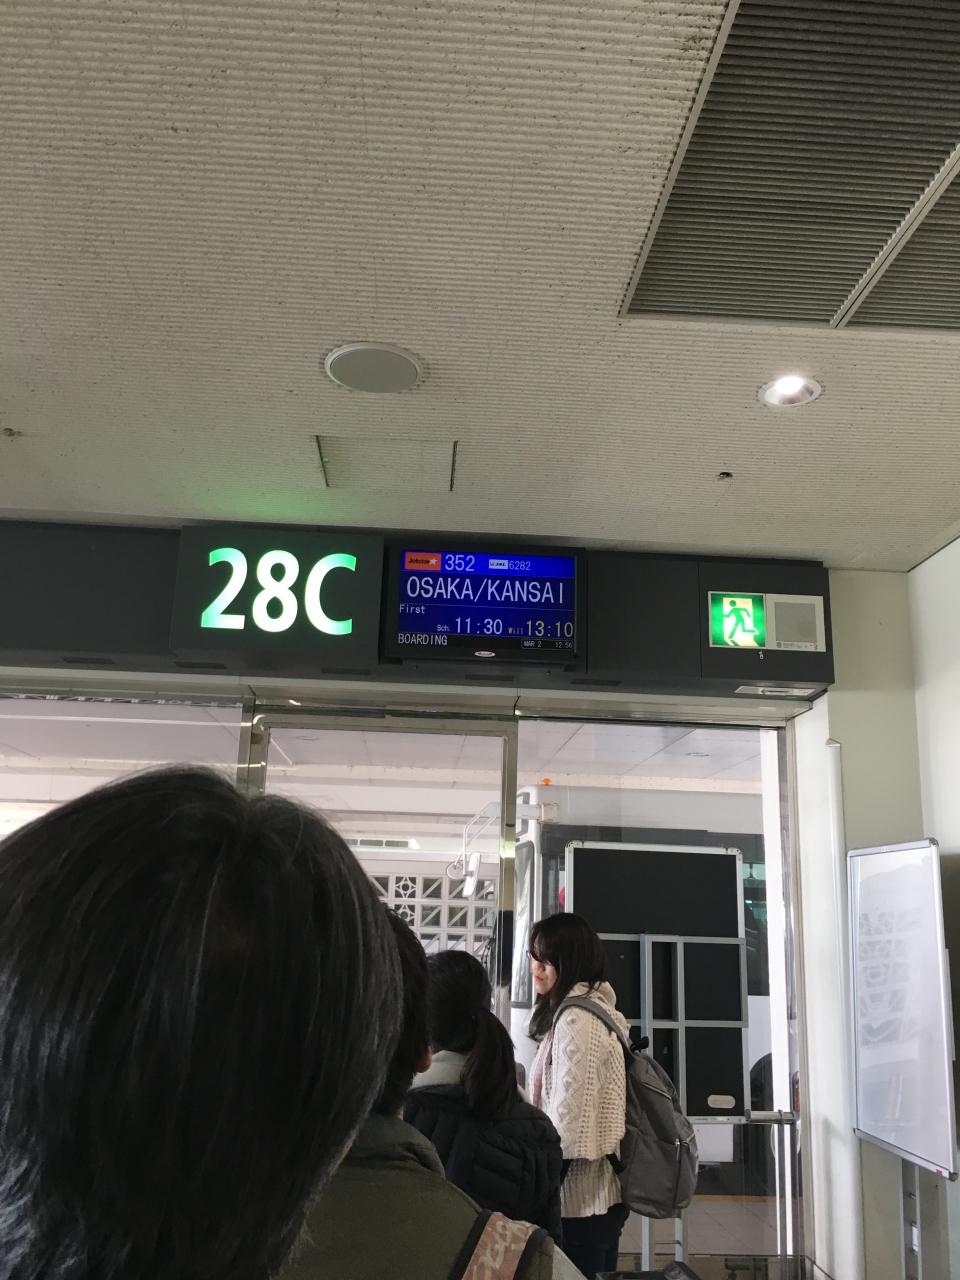 28C
Jetstar 352 JAL 6282
OSAKA/KANSAI
First
Sch. 11:30 Will 13:10
BOARDING MAR 2 12:56